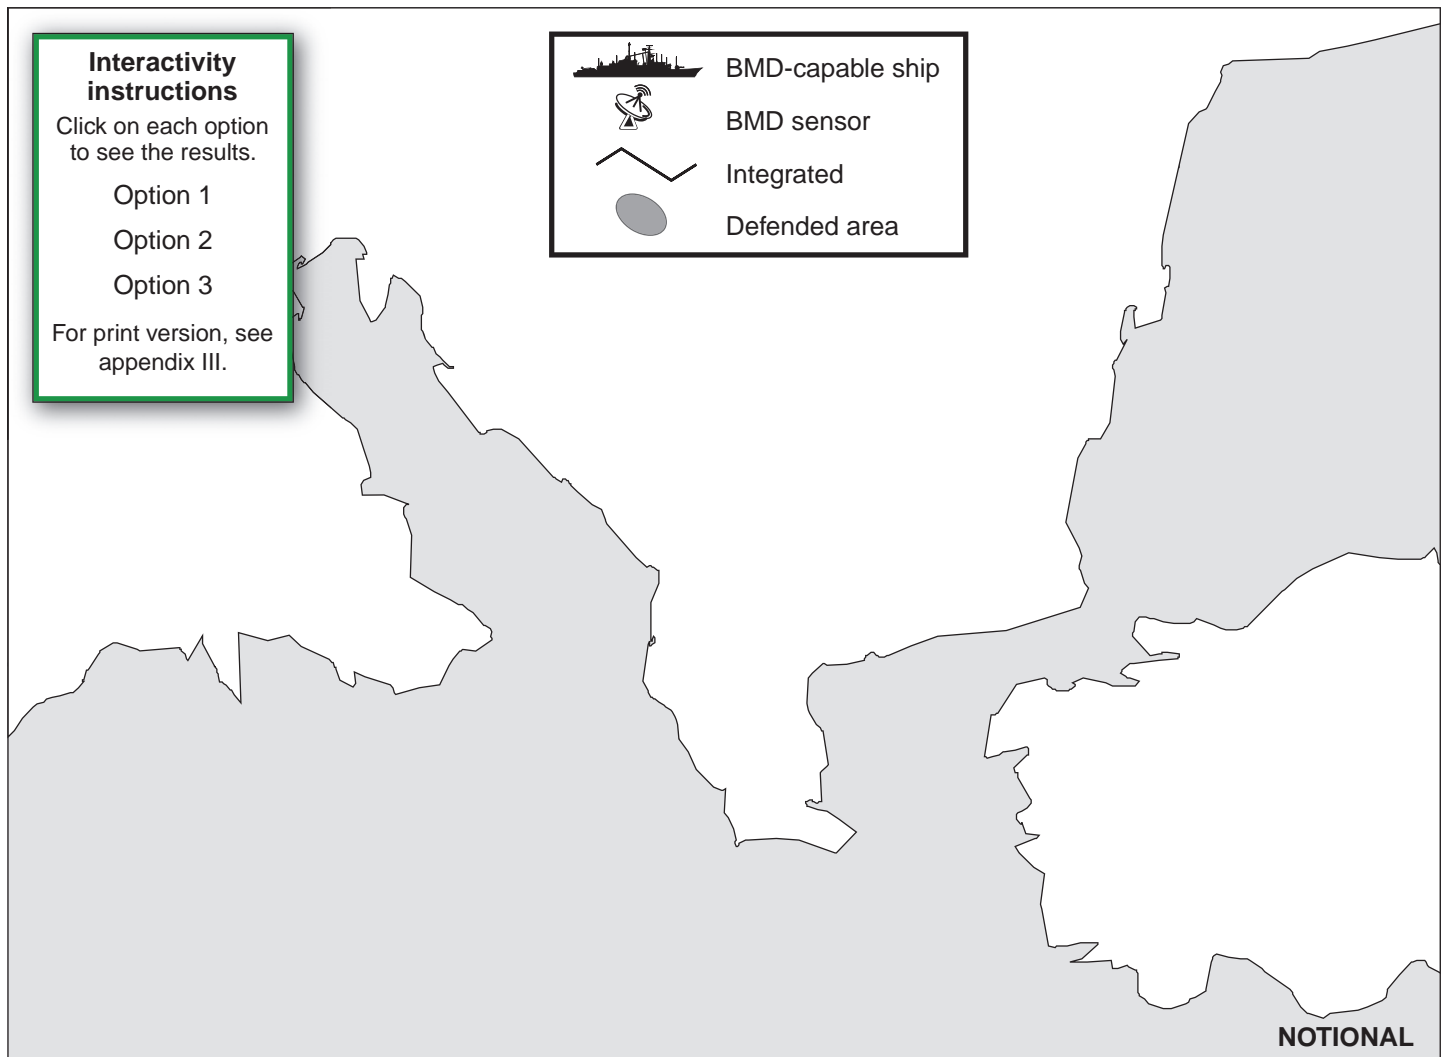 Interactivity
instructions
Click on each option
to see the results.
Option 1
Option 2
Option 3
For print version, see
appendix III.
BMD-capable ship
BMD sensor
Integrated
Defended area
NOTIONAL